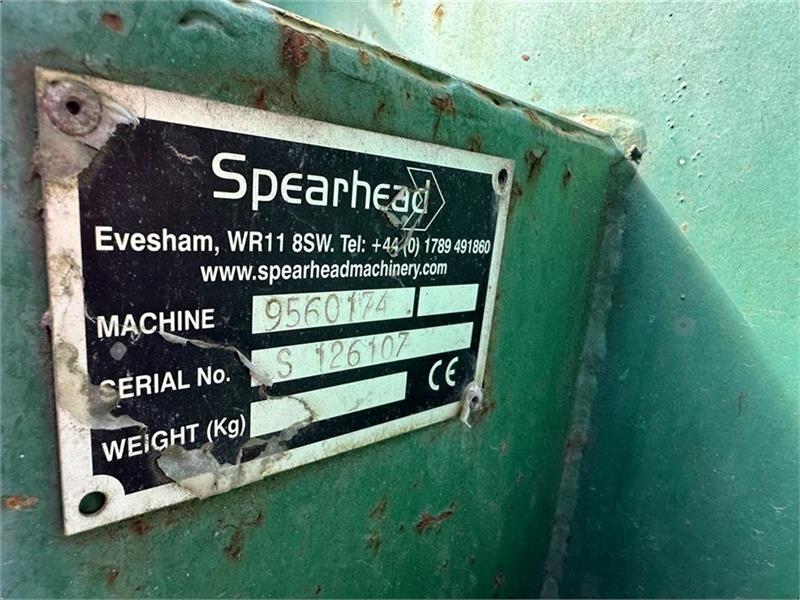 Spearhead
Evesham, WR11 8SW. Tel: +44 (0) 1789 491860
www.spearheadmachinery.com
MACHINE 9560174
SERIAL No. S 126107
WEIGHT (Kg)
CE